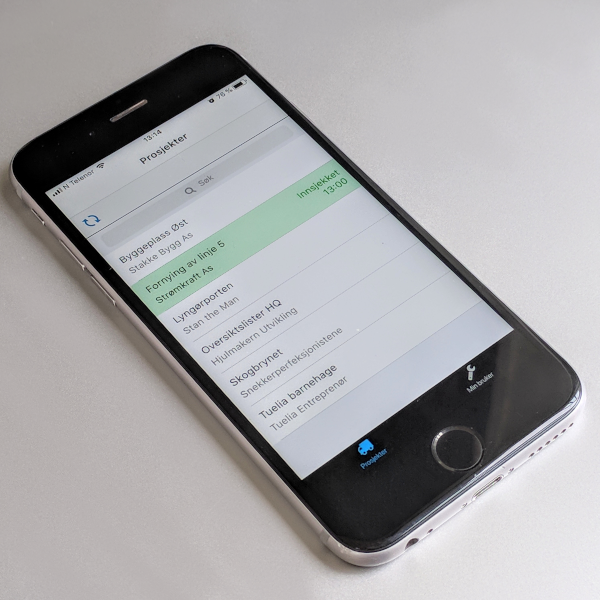 N Telenor
13:14
75 %
Prosjekter
Søk
Byggeplass Øst
Stakke Bygg As
Fornying av linje 5
Innsjekket
Strømkraft As
13:00
Lyngørporten
Stan the Man
Oversiktslister HQ
Hjulmakern Utvikling
Skogbrynet
Snekkerperfeksjonistene
Tuelia barnehage
Tuelia Entreprenør
Prosjekter
Min bruker